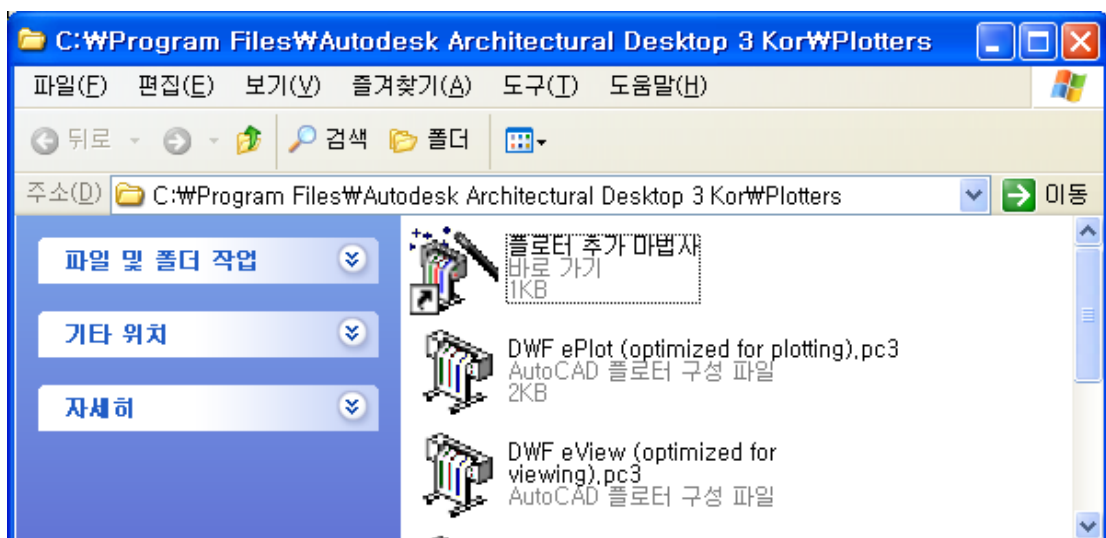 C:₩Program Files₩Autodesk Architectural Desktop 3 Kor₩Plotters
파일(F) 편집(E) 보기(V) 즐겨찾기(A) 도구(T) 도움말(H)
뒤로 검색 폴더
주소(D) C:₩Program Files₩Autodesk Architectural Desktop 3 Kor₩Plotters 이동
파일 및 폴더 작업
기타 위치
자세히
플로터 추가 마법사
바로 가기
1KB
DWF ePlot (optimized for plotting).pc3
AutoCAD 플로터 구성 파일
2KB
DWF eView (optimized for
viewing).pc3
AutoCAD 플로터 구성 파일